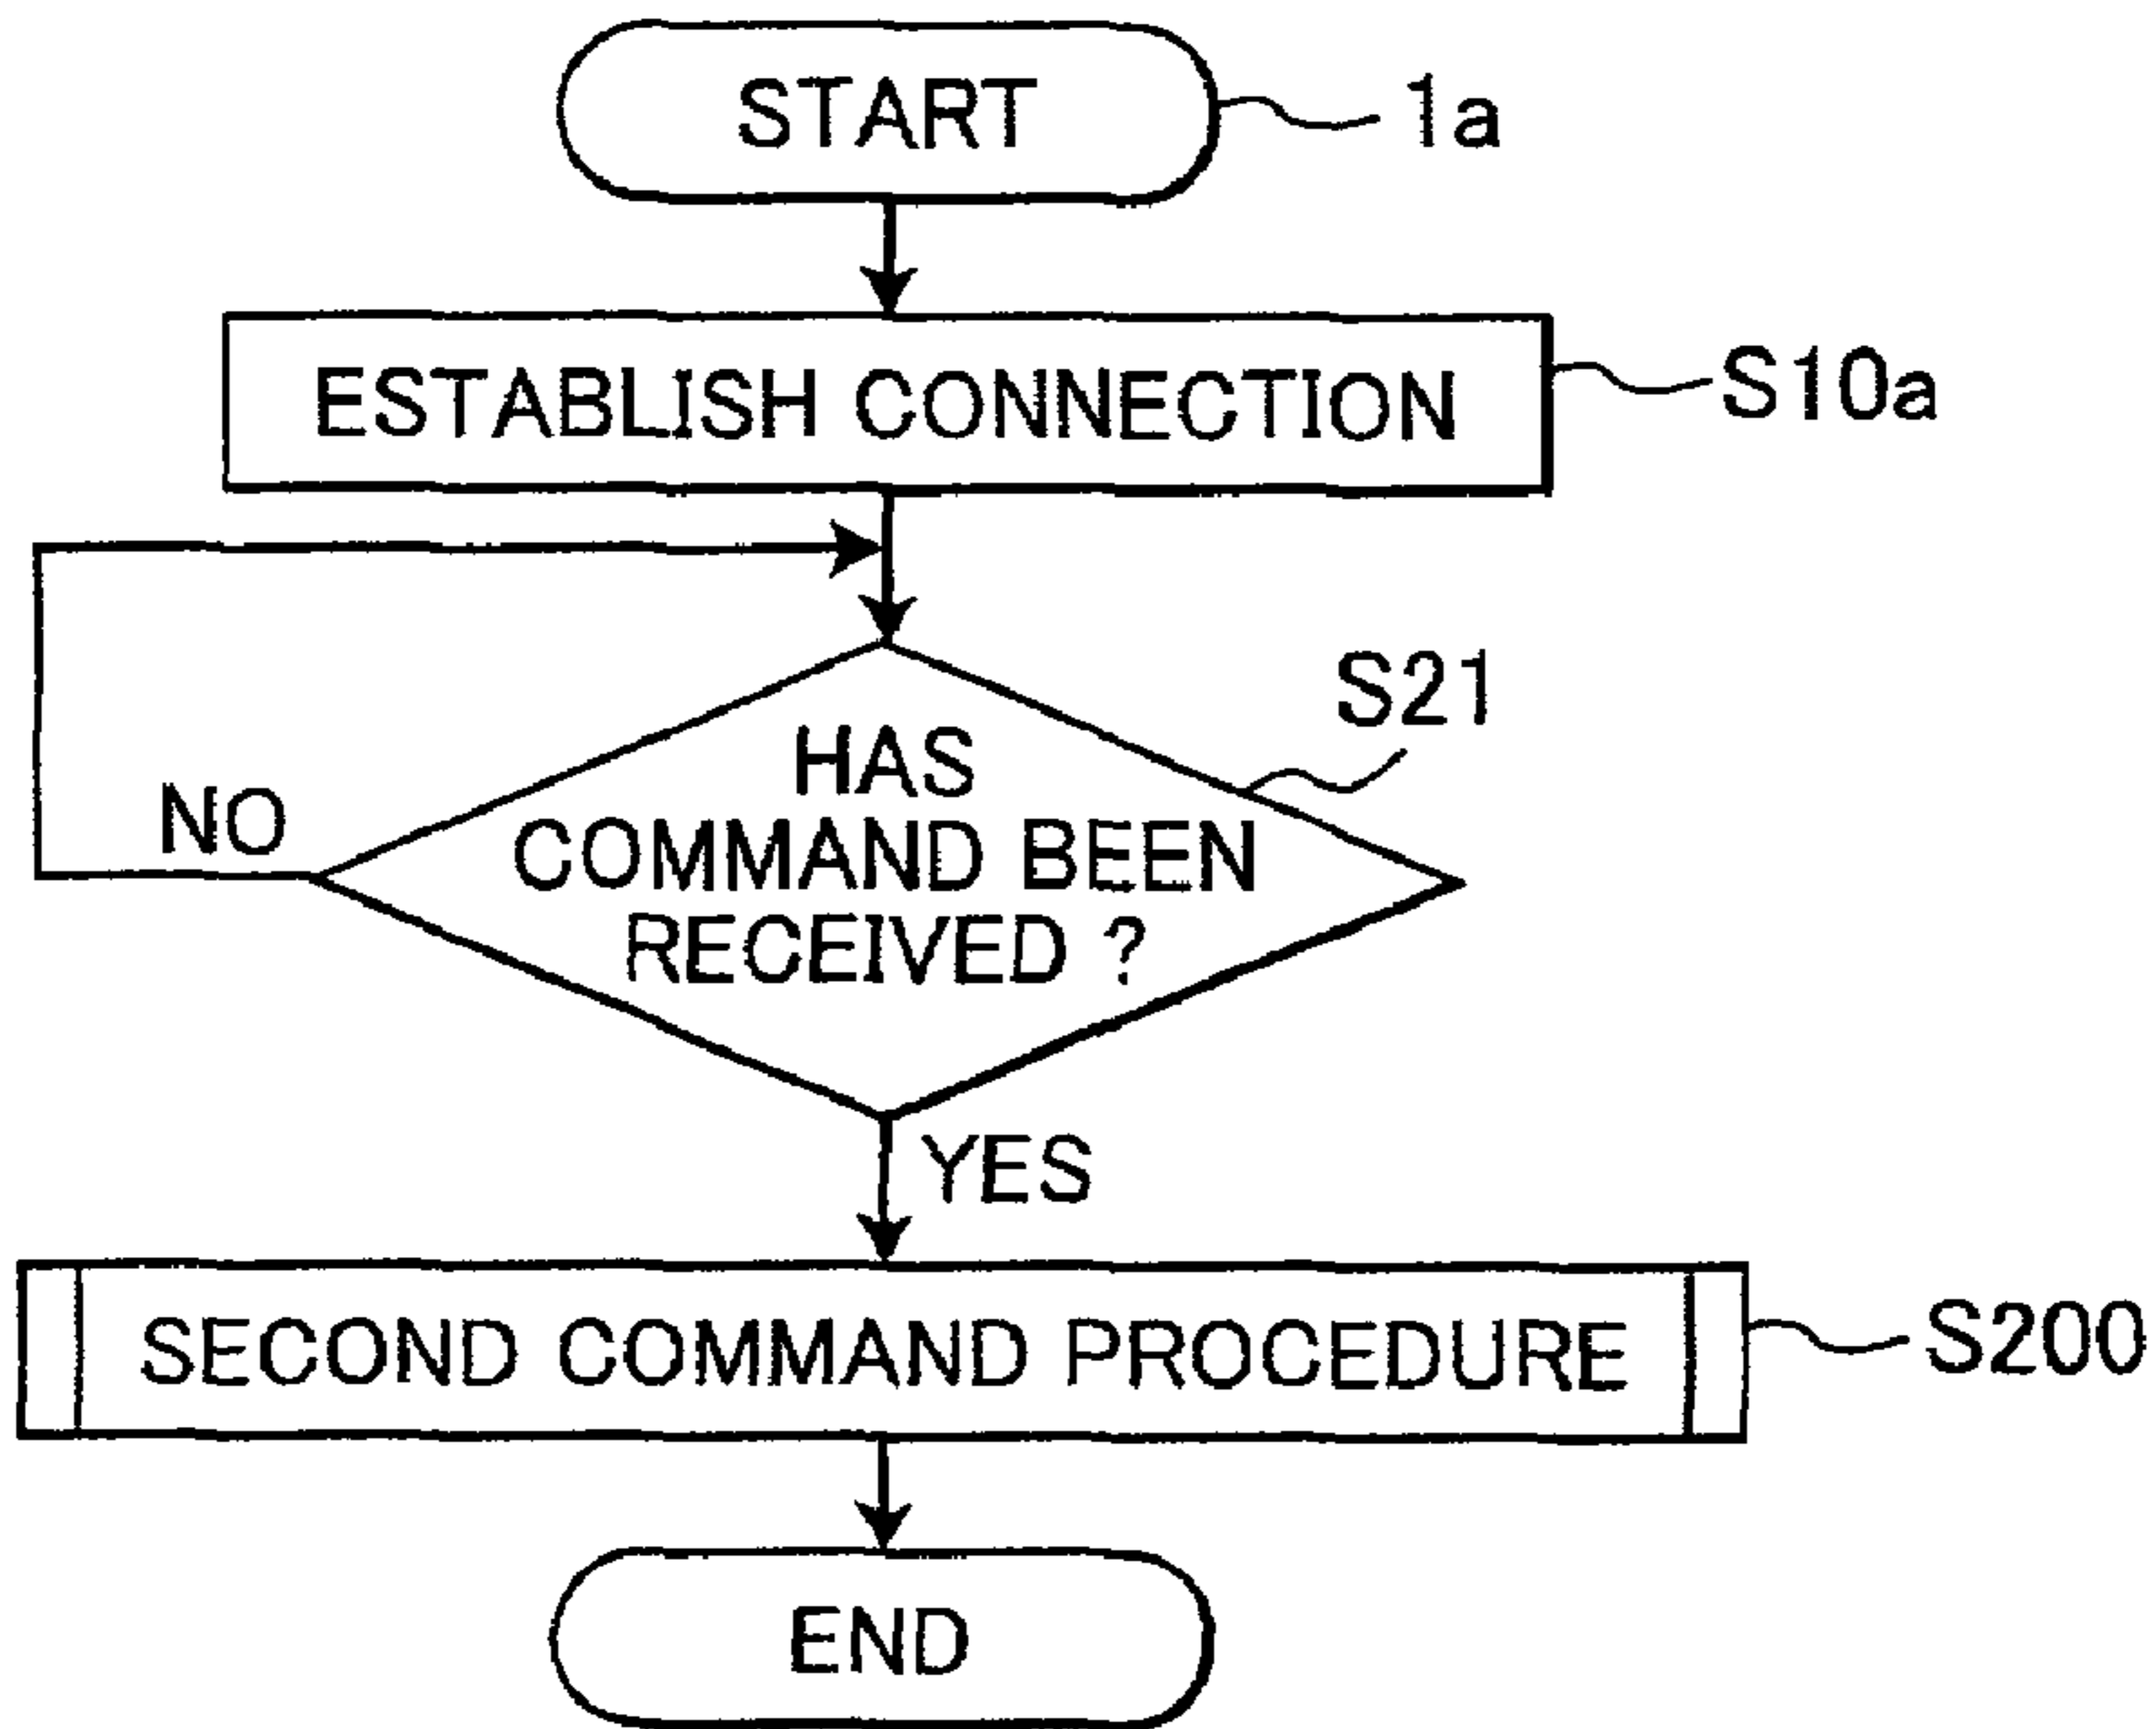 START
1a
ESTABLISH CONNECTION
S10a
S21
HAS
COMMAND BEEN
RECEIVED ?
NO
YES
SECOND COMMAND PROCEDURE
S200
END